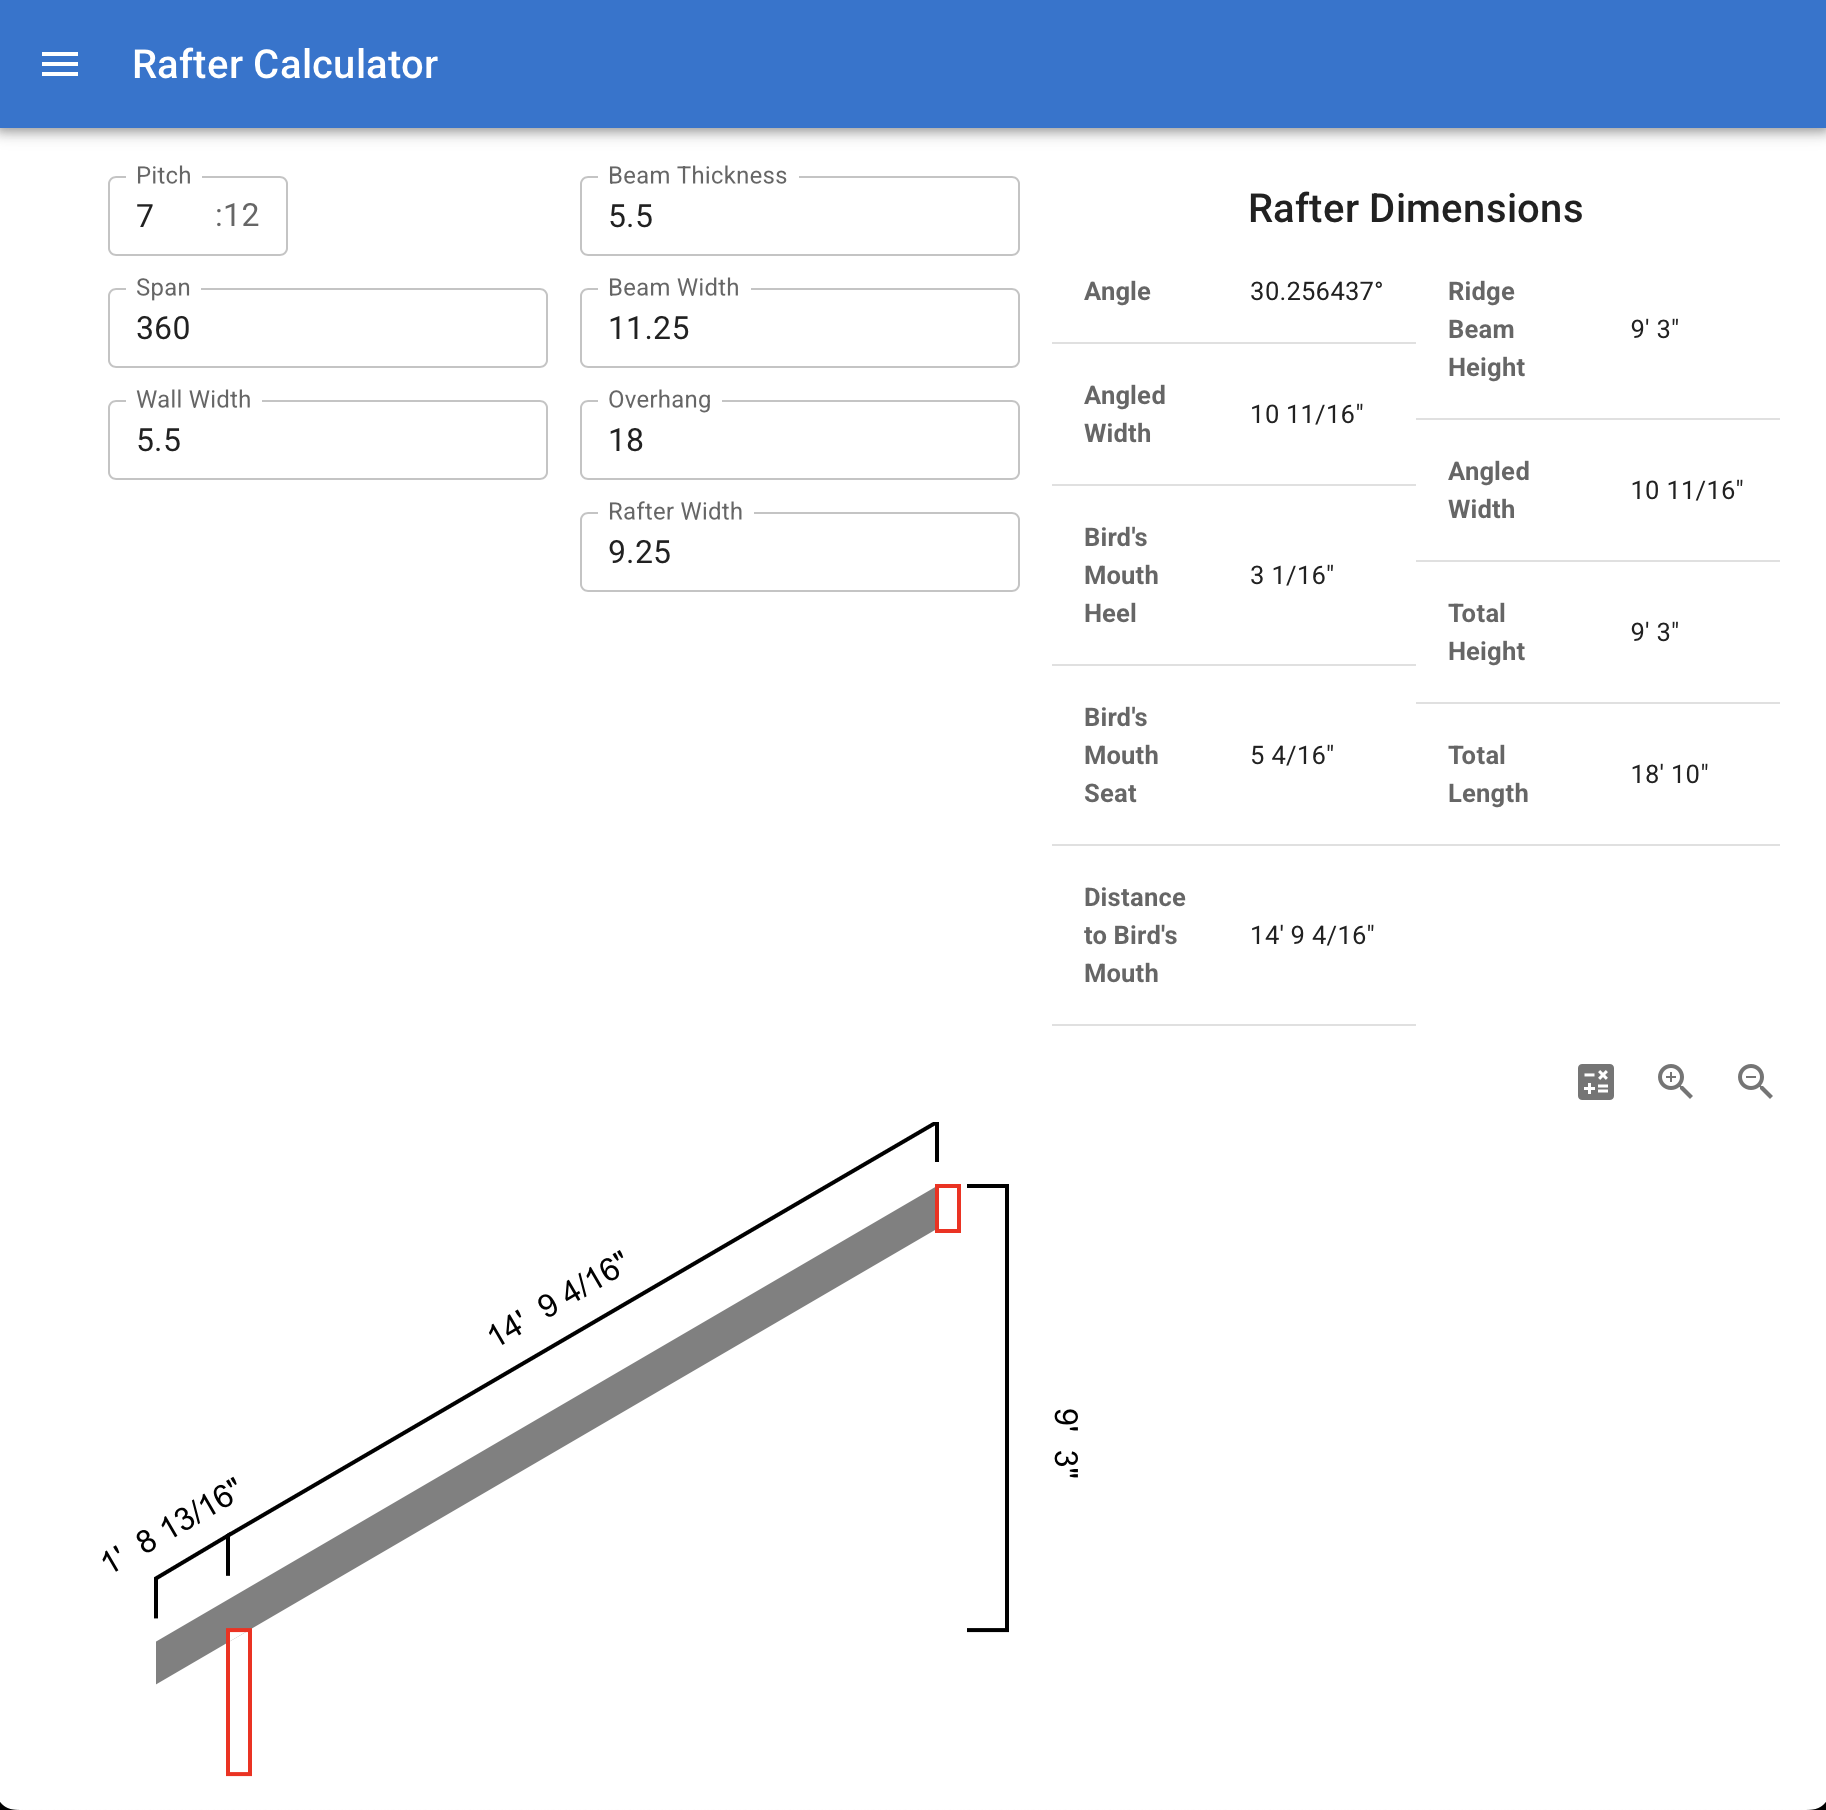 Rafter Calculator
Pitch
7 :12
Span
360
Wall Width
5.5
Beam Thickness
5.5
Beam Width
11.25
Overhang
18
Rafter Width
9.25
Rafter Dimensions
Angle 30.256437°
Angled
Width
10 11/16"
Bird's
Mouth
Heel
3 1/16"
Bird's
Mouth
Seat
5 4/16"
Distance
to Bird's
Mouth
14' 9 4/16"
Ridge
Beam
Height
9' 3"
Angled
Width
10 11/16"
Total
Height
9' 3"
Total
Length
18' 10"
14' 9 4/16"
1' 8 13/16"
9' 3"